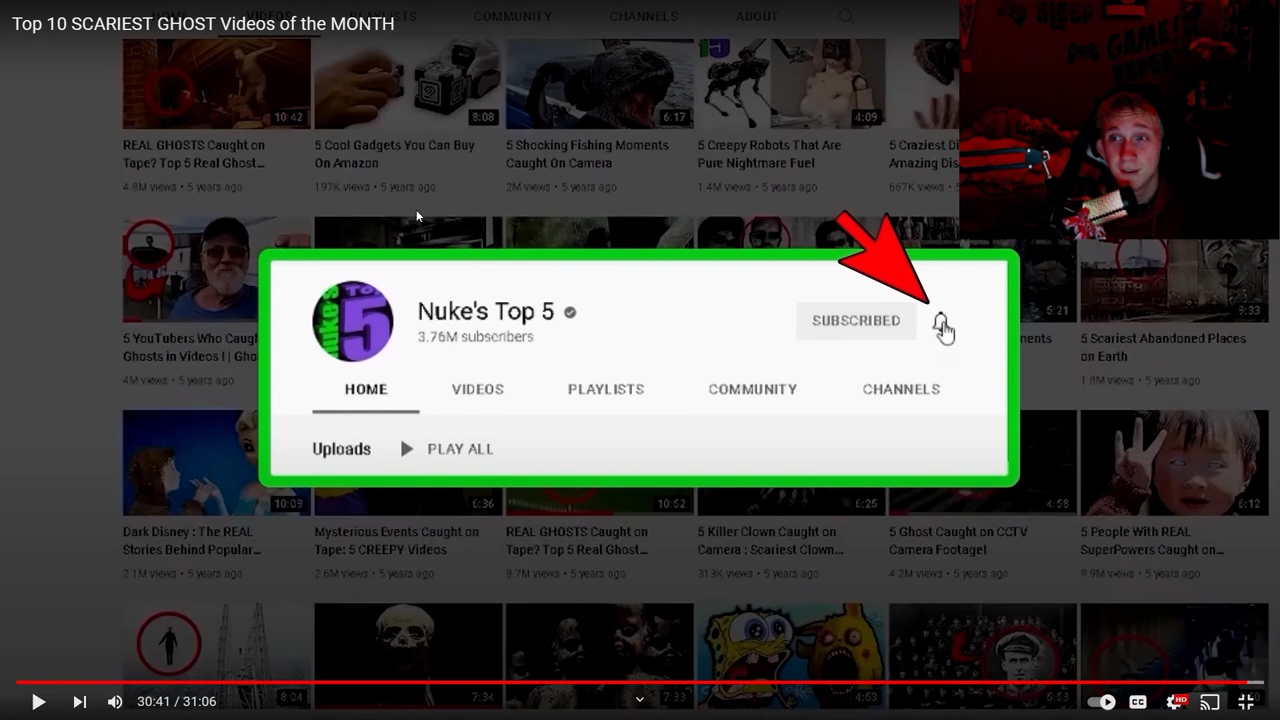 Top 10 SCARIEST GHOST Videos of the MONTH
VIDEOS
PLAYLISTS
COMMUNITY
CHANNELS
ABOUT
SLEEP
GAME!
REPEAT
10:42
8:08
6:17
4:09
REAL GHOSTS Caught on
Tape? Top 5 Real Ghost...
4.8M views • 5 years ago
5 Cool Gadgets You Can Buy
On Amazon
197K views • 5 years ago
5 Shocking Fishing Moments
Caught On Camera
2M views • 5 years ago
5 Creepy Robots That Are
Pure Nightmare Fuel
1.4M views • 5 years ago
5 Craziest Di
Amazing Dis
667K views •
6:21
9:33
5 YouTubers Who Caugh
Ghosts in Videos ! | Gho
4M views • 5 years ago
nents
5 Scariest Abandoned Places
on Earth
1.8M views • 5 years ago
Nuke's
TOP
5
Nuke's Top 5
3.76M subscribers
SUBSCRIBED
HOME
VIDEOS
PLAYLISTS
COMMUNITY
CHANNELS
Uploads
PLAY ALL
10:09
6:36
10:52
6:25
4:58
6:12
Dark Disney : The REAL
Stories Behind Popular...
2.1M views • 5 years ago
Mysterious Events Caught on
Tape: 5 CREEPY Videos
2.6M views • 5 years ago
REAL GHOSTS Caught on
Tape? Top 5 Real Ghost...
8.7M views • 5 years ago
5 Killer Clown Caught on
Camera : Scariest Clown...
313K views • 5 years ago
5 Ghost Caught on CCTV
Camera Footage!
4.2M views • 5 years ago
5 People With REAL
SuperPowers Caught on...
9.9M views • 5 years ago
8:04
7:34
7:33
4:53
30:41 / 31:06
CC
HD